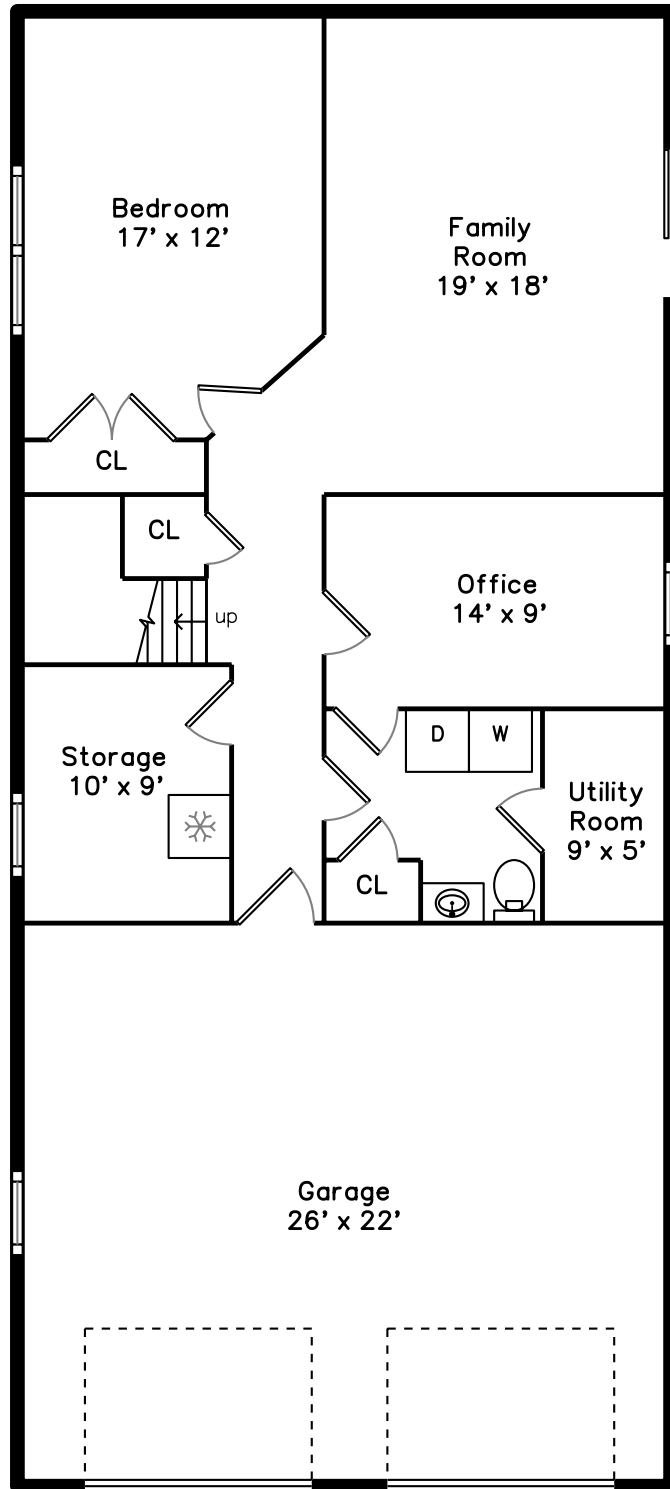 Bedroom
17' x 12'
Family
Room
19' x 18'
CL
CL
up
Office
14' x 9'
Storage
10' x 9'
D
W
Utility
Room
9' x 5'
CL
Garage
26' x 22'